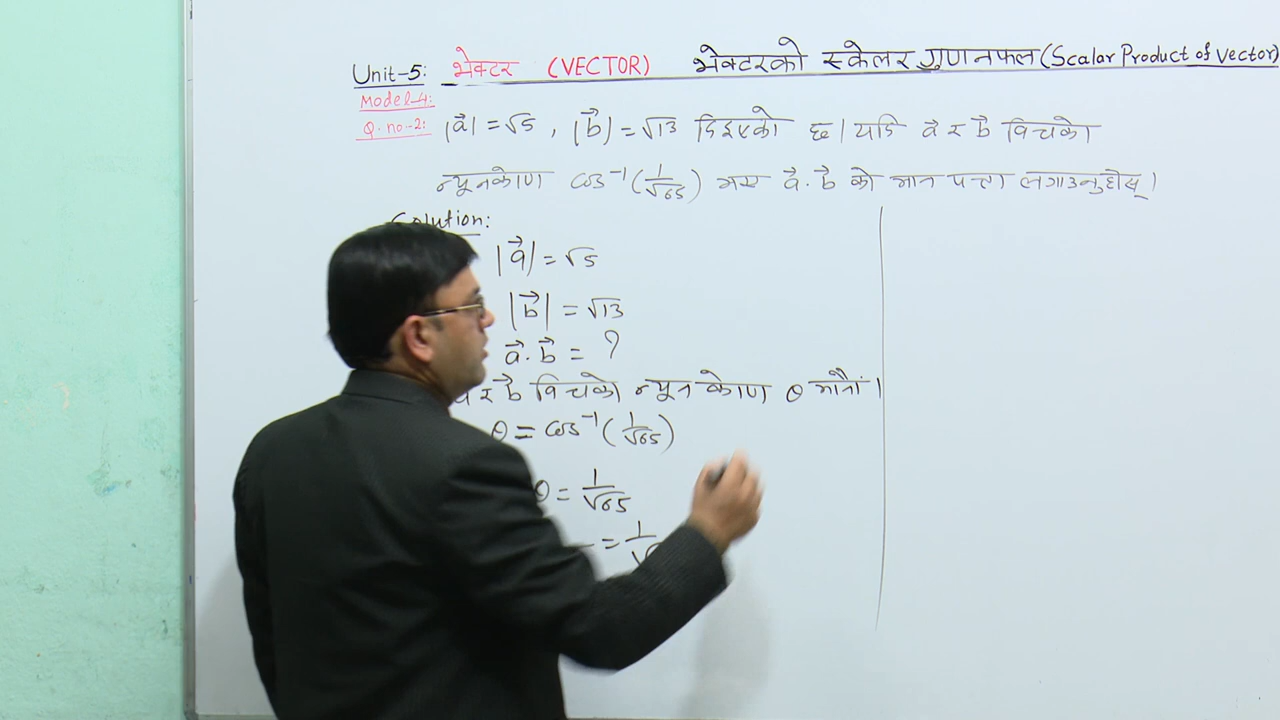 Unit-5: भेक्टर (VECTOR) भेक्टरको स्केलर गुणनफल (Scalar Product of Vector)
Model-4:
Q.no-2: |a⃗| = √5 , |b⃗| = √13 दिइएको छ। यदि a⃗ र b⃗ बिचको
न्यूनकोण cos⁻¹(1/√65) भए a⃗.b⃗ को मान पत्ता लगाउनुहोस्।
Solution:
|a⃗| = √5
|b⃗| = √13
a⃗.b⃗ = ?
र b⃗ बिचको न्यूनकोण θ मानौं।
θ = cos⁻¹(1/√65)
θ = 1/√65
= 1/√